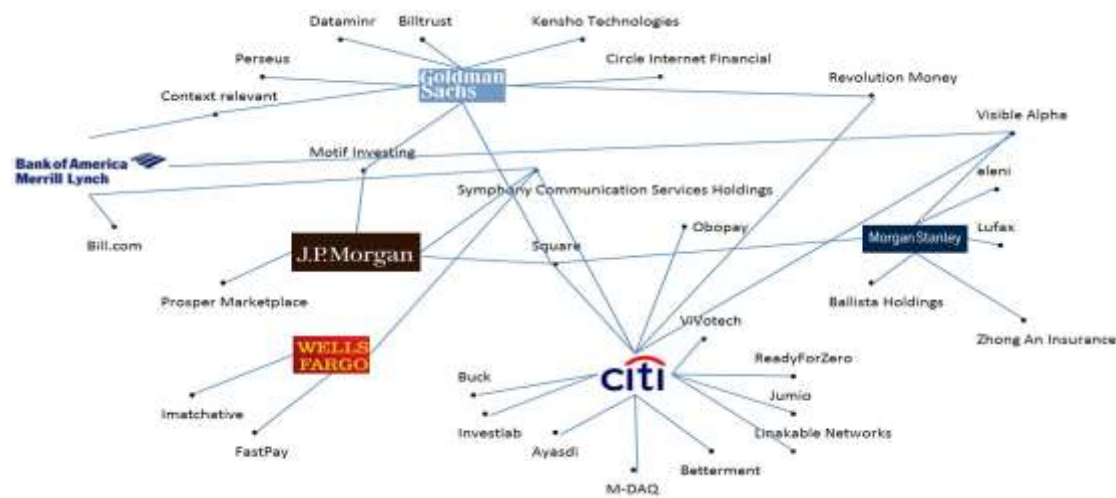 Dataminr
Billtrust
Kensho Technologies
Perseus
Goldman
Sachs
Circle Internet Financial
Revolution Money
Context relevant
Visible Alpha
Bank of America
Merrill Lynch
Motif Investing
eleni
Symphony Communication Services Holdings
Obopay
Lufax
Bill.com
J.P.Morgan
Square
Morgan Stanley
Prosper Marketplace
Ballista Holdings
ViVotech
Zhong An Insurance
WELLS
FARGO
ReadyForZero
citi
Buck
Jumio
Imatchative
Investlab
Linakable Networks
FastPay
Ayasdi
Betterment
M-DAQ